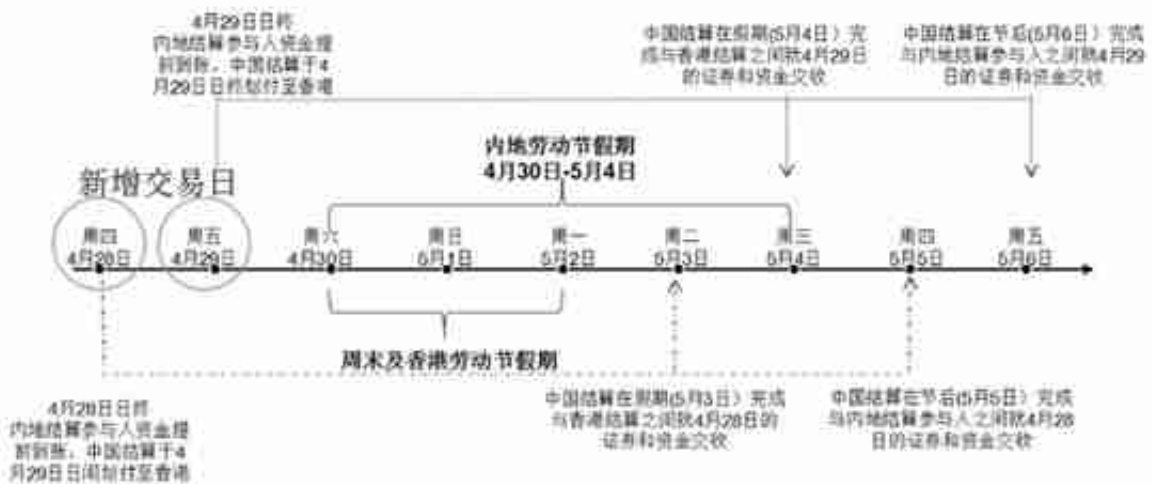 4月29日日终
内地结算参与人资金提
前到账，中国结算于4
月29日日终划付至香港
中国结算在假期(5月4日）完
成与香港结算之间就4月29日
的证券和资金交收
中国结算在节后(5月6日）完成
与内地结算参与人之间就4月29
日的证券和资金交收
内地劳动节假期
4月30日-5月4日
新增交易日
周四
4月28日
周五
4月29日
周六
4月30日
周日
5月1日
周一
5月2日
周二
5月3日
周三
5月4日
周四
5月5日
周五
5月6日
周末及香港劳动节假期
4月28日日终
内地结算参与人资金提
前到账，中国结算于4
月29日日间划付至香港
中国结算在假期(5月3日）完成
与香港结算之间就4月28日的
证券和资金交收
中国结算在节后(5月5日）完成
与内地结算参与人之间就4月28
日的证券和资金交收